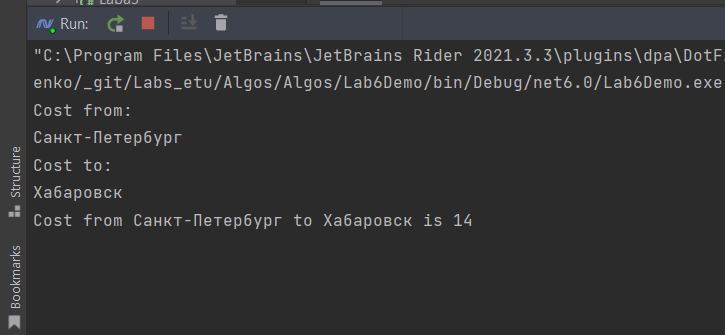 Run:
"C:\Program Files\JetBrains\JetBrains Rider 2021.3.3\plugins\dpa\DotF
enko/_git/Labs_etu/Algos/Algos/Lab6Demo/bin/Debug/net6.0/Lab6Demo.exe
Cost from:
Санкт-Петербург
Cost to:
Хабаровск
Cost from Санкт-Петербург to Хабаровск is 14
Structure
Bookmarks